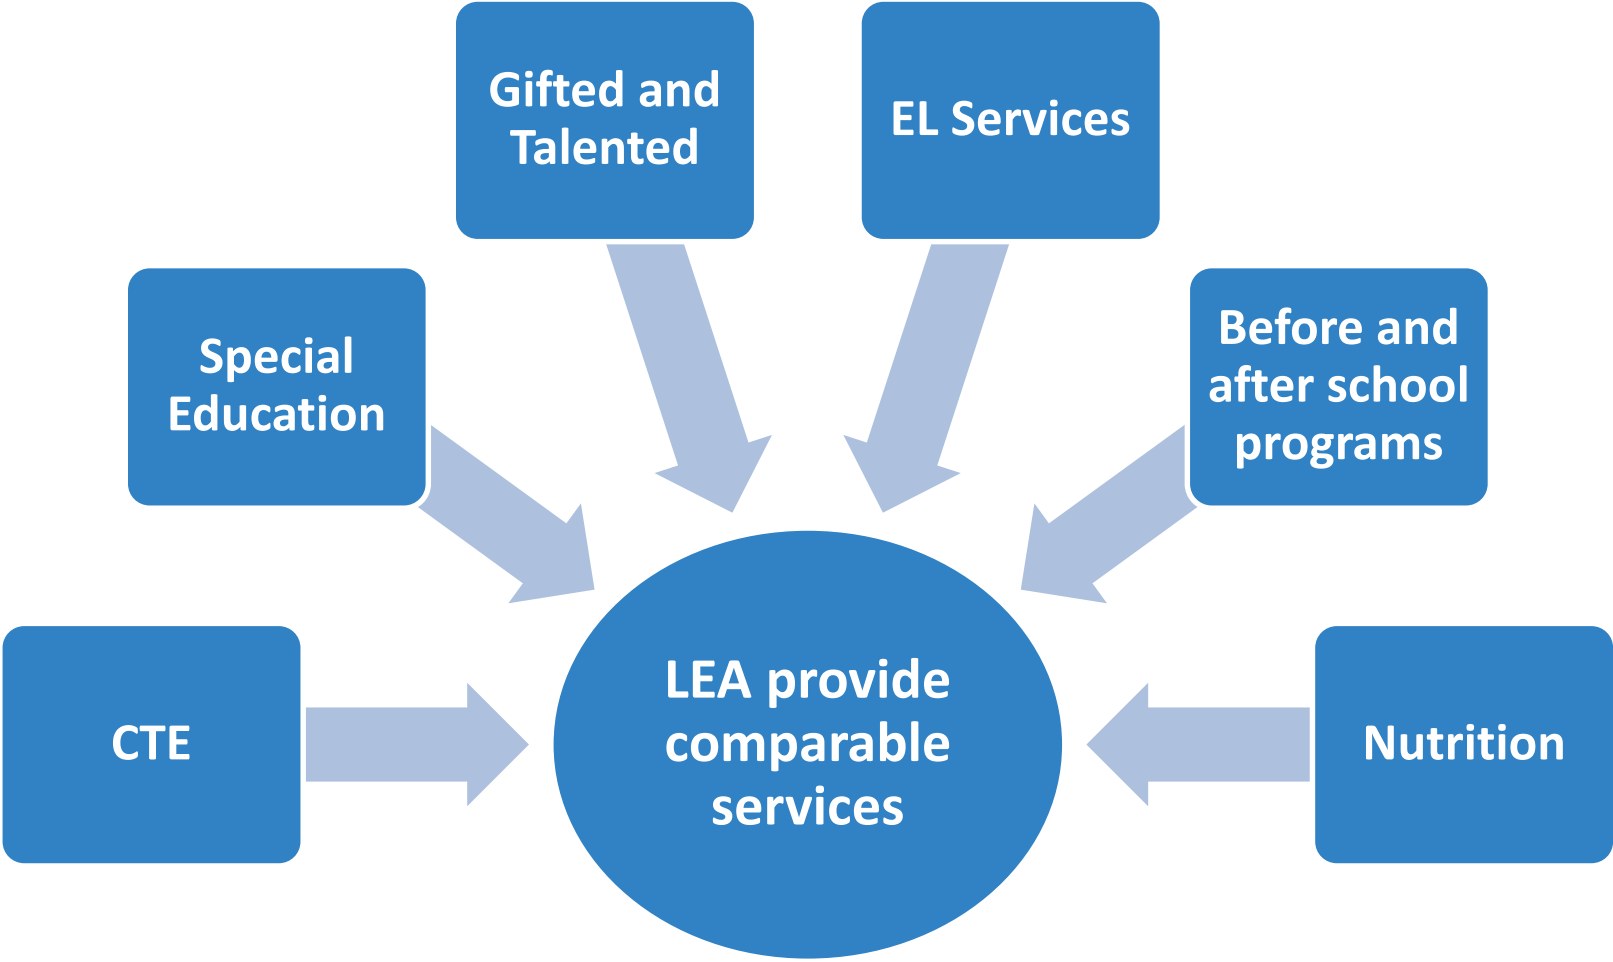 Gifted and
Talented
EL Services
Special
Education
Before and
after school
programs
CTE
LEA provide
comparable
services
Nutrition